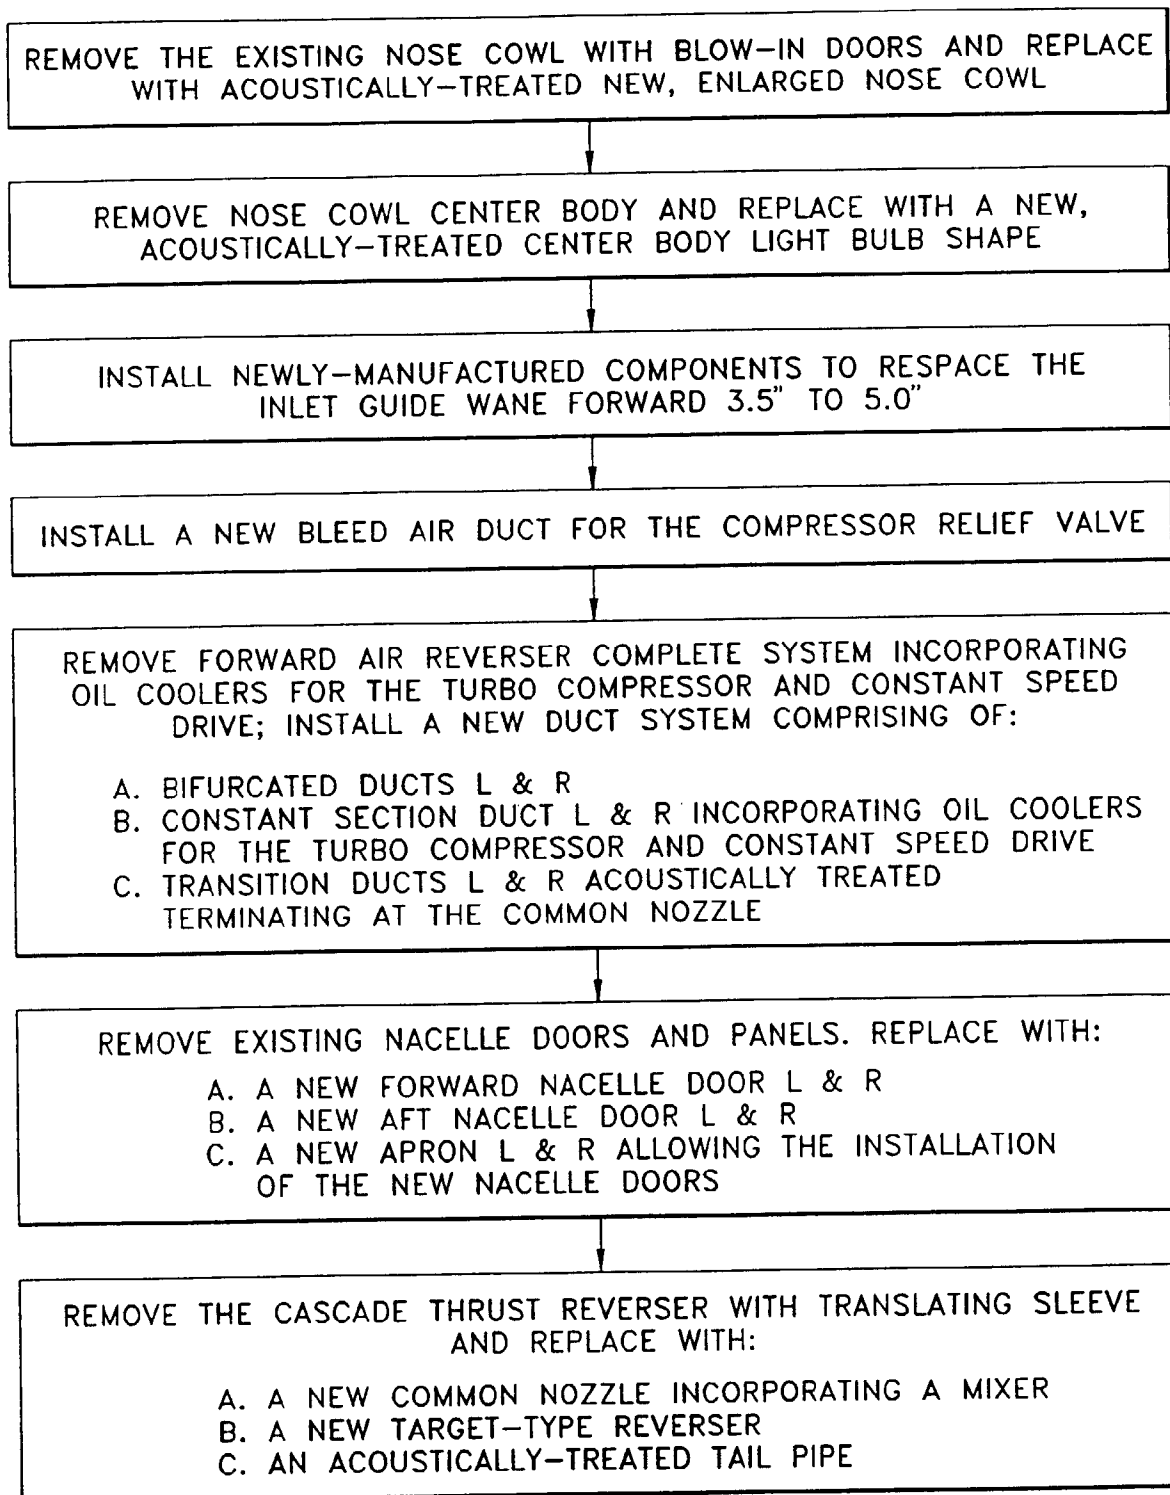 REMOVE THE EXISTING NOSE COWL WITH BLOW–IN DOORS AND REPLACE
WITH ACOUSTICALLY–TREATED NEW, ENLARGED NOSE COWL
REMOVE NOSE COWL CENTER BODY AND REPLACE WITH A NEW,
ACOUSTICALLY–TREATED CENTER BODY LIGHT BULB SHAPE
INSTALL NEWLY–MANUFACTURED COMPONENTS TO RESPACE THE
INLET GUIDE WANE FORWARD 3.5" TO 5.0"
INSTALL A NEW BLEED AIR DUCT FOR THE COMPRESSOR RELIEF VALVE
REMOVE FORWARD AIR REVERSER COMPLETE SYSTEM INCORPORATING
OIL COOLERS FOR THE TURBO COMPRESSOR AND CONSTANT SPEED
DRIVE; INSTALL A NEW DUCT SYSTEM COMPRISING OF:
A. BIFURCATED DUCTS L & R
B. CONSTANT SECTION DUCT L & R INCORPORATING OIL COOLERS
FOR THE TURBO COMPRESSOR AND CONSTANT SPEED DRIVE
C. TRANSITION DUCTS L & R ACOUSTICALLY TREATED
TERMINATING AT THE COMMON NOZZLE
REMOVE EXISTING NACELLE DOORS AND PANELS. REPLACE WITH:
A. A NEW FORWARD NACELLE DOOR L & R
B. A NEW AFT NACELLE DOOR L & R
C. A NEW APRON L & R ALLOWING THE INSTALLATION
OF THE NEW NACELLE DOORS
REMOVE THE CASCADE THRUST REVERSER WITH TRANSLATING SLEEVE
AND REPLACE WITH:
A. A NEW COMMON NOZZLE INCORPORATING A MIXER
B. A NEW TARGET–TYPE REVERSER
C. AN ACOUSTICALLY–TREATED TAIL PIPE